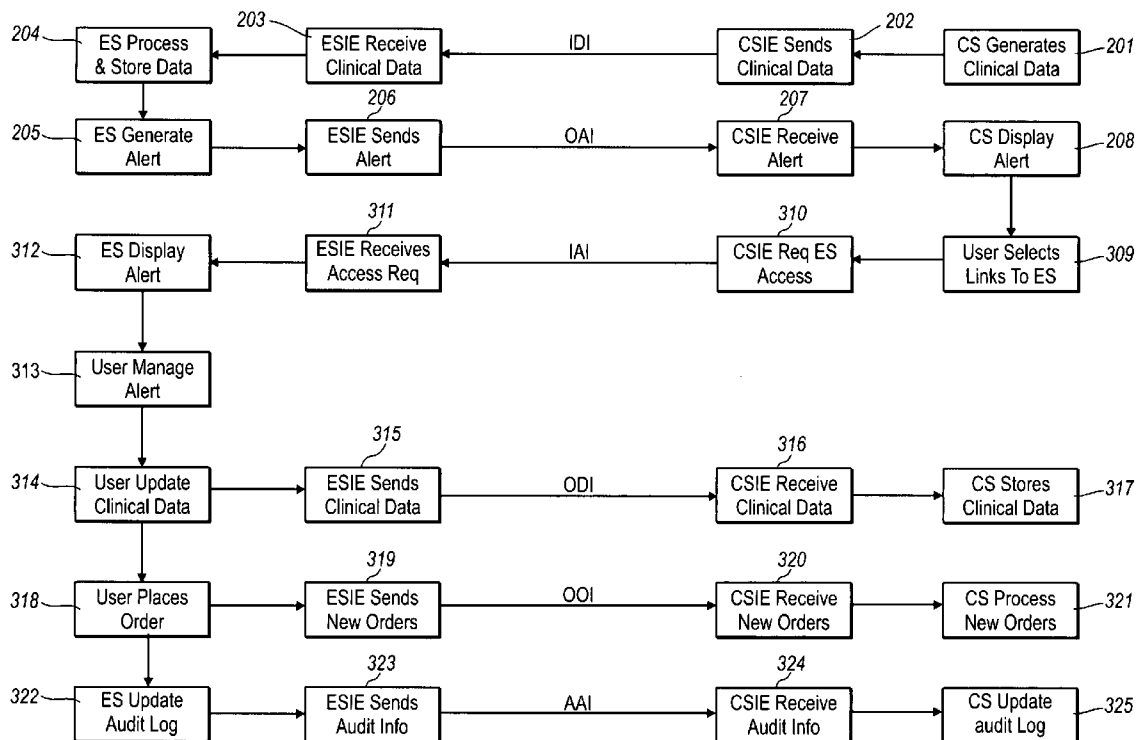 204
ES Process
& Store Data
203
ESIE Receive
Clinical Data
IDI
202
CSIE Sends
Clinical Data
CS Generates
Clinical Data
201
205
ES Generate
Alert
206
ESIE Sends
Alert
OAI
207
CSIE Receive
Alert
CS Display
Alert
208
312
ES Display
Alert
311
ESIE Receives
Access Req
IAI
310
CSIE Req ES
Access
User Selects
Links To ES
309
313
User Manage
Alert
314
User Update
Clinical Data
315
ESIE Sends
Clinical Data
ODI
316
CSIE Receive
Clinical Data
CS Stores
Clinical Data
317
318
User Places
Order
319
ESIE Sends
New Orders
OOI
320
CSIE Receive
New Orders
CS Process
New Orders
321
322
ES Update
Audit Log
323
ESIE Sends
Audit Info
AAI
324
CSIE Receive
Audit Info
CS Update
audit Log
325